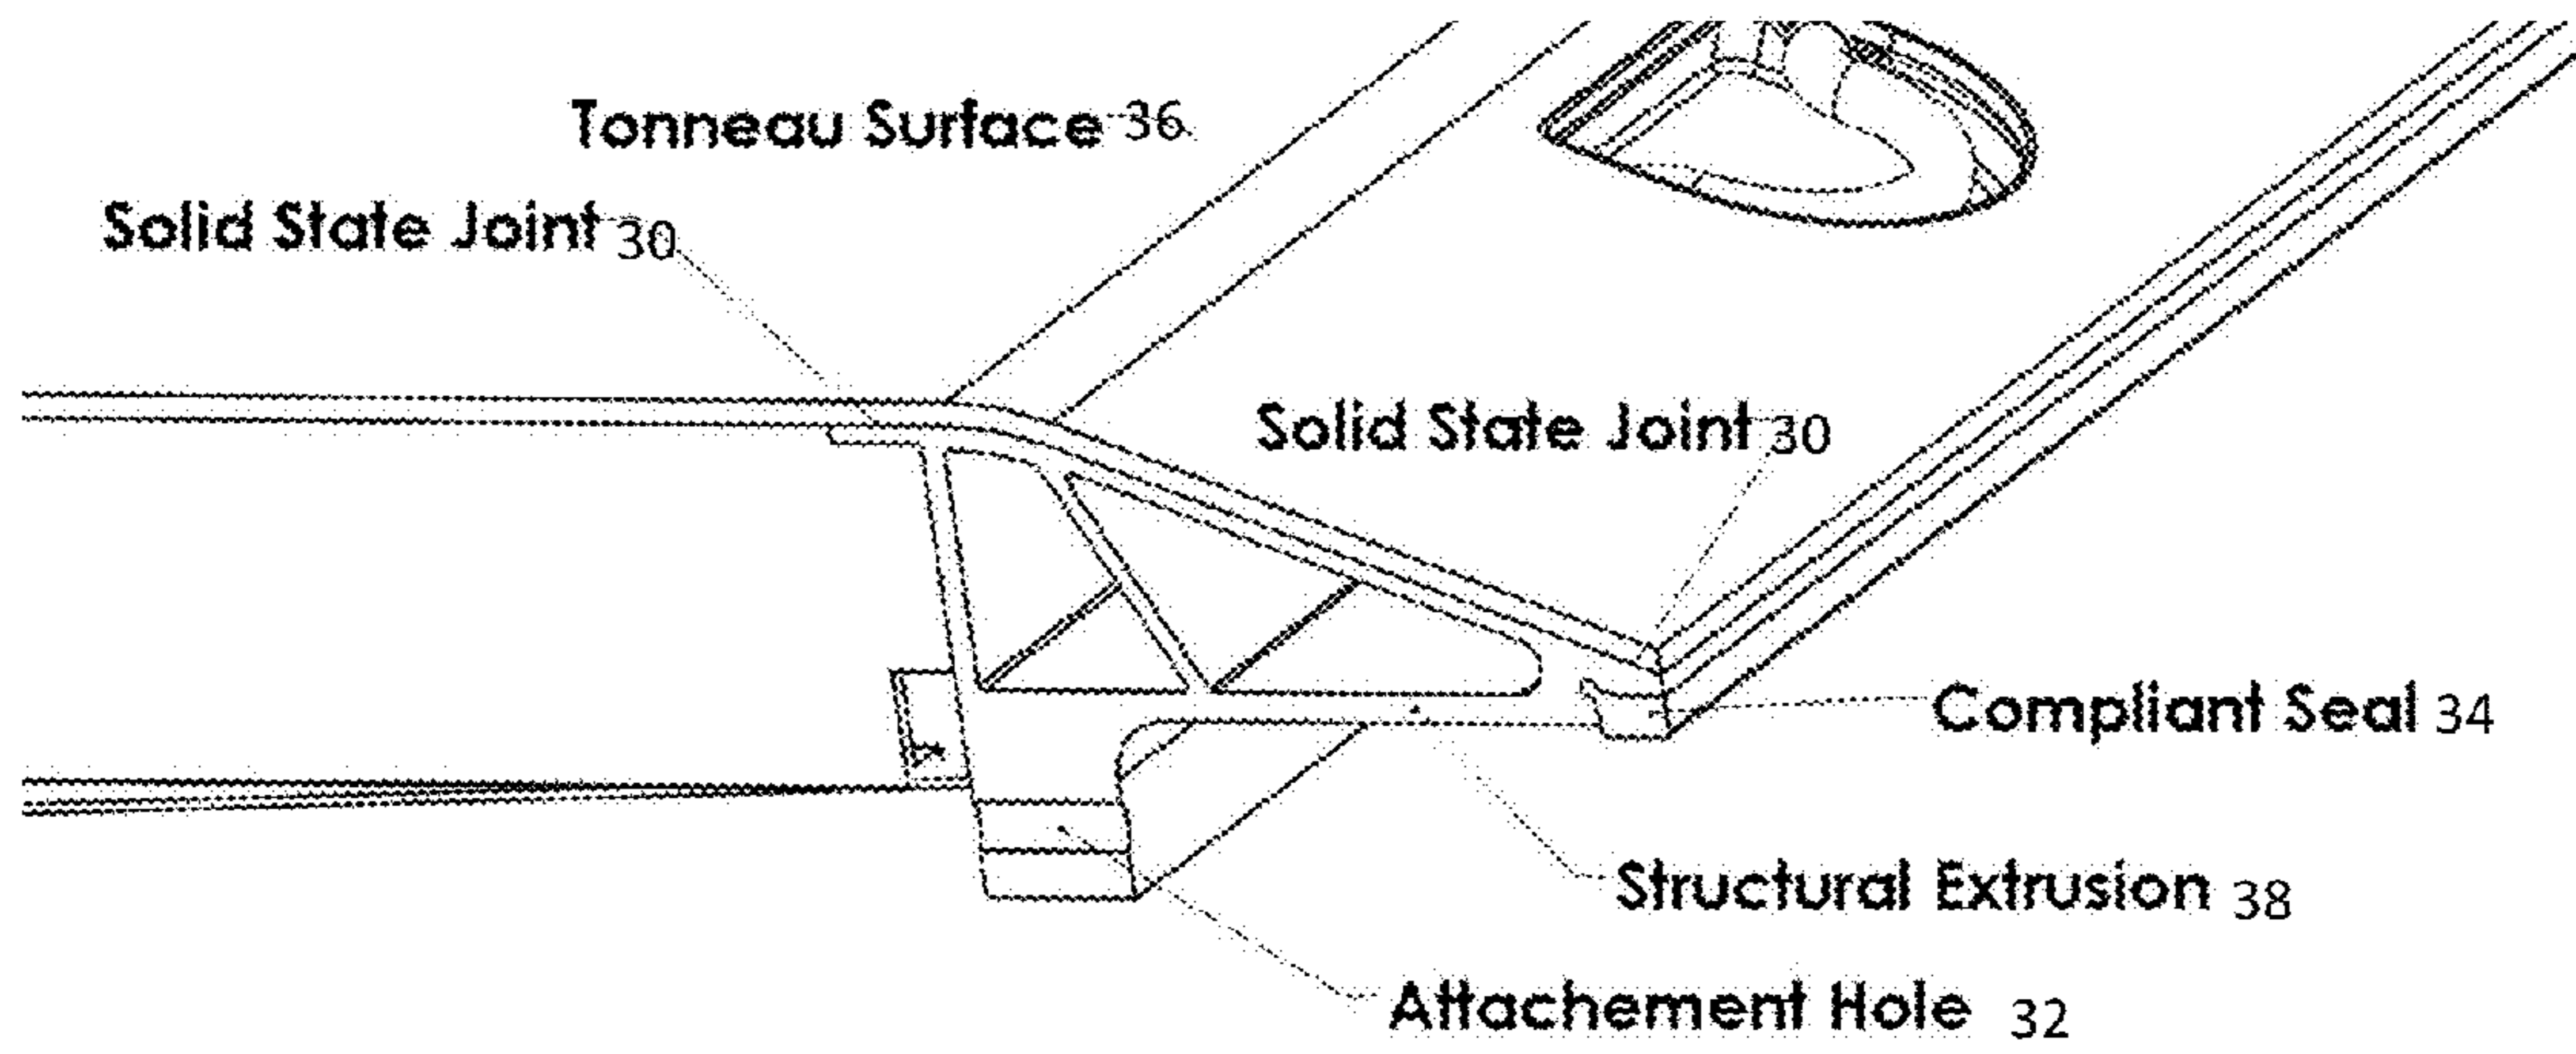 Tonneau Surface 36
Solid State Joint 30
Solid State Joint 30
Compliant Seal 34
Structural Extrusion 38
Attachement Hole 32